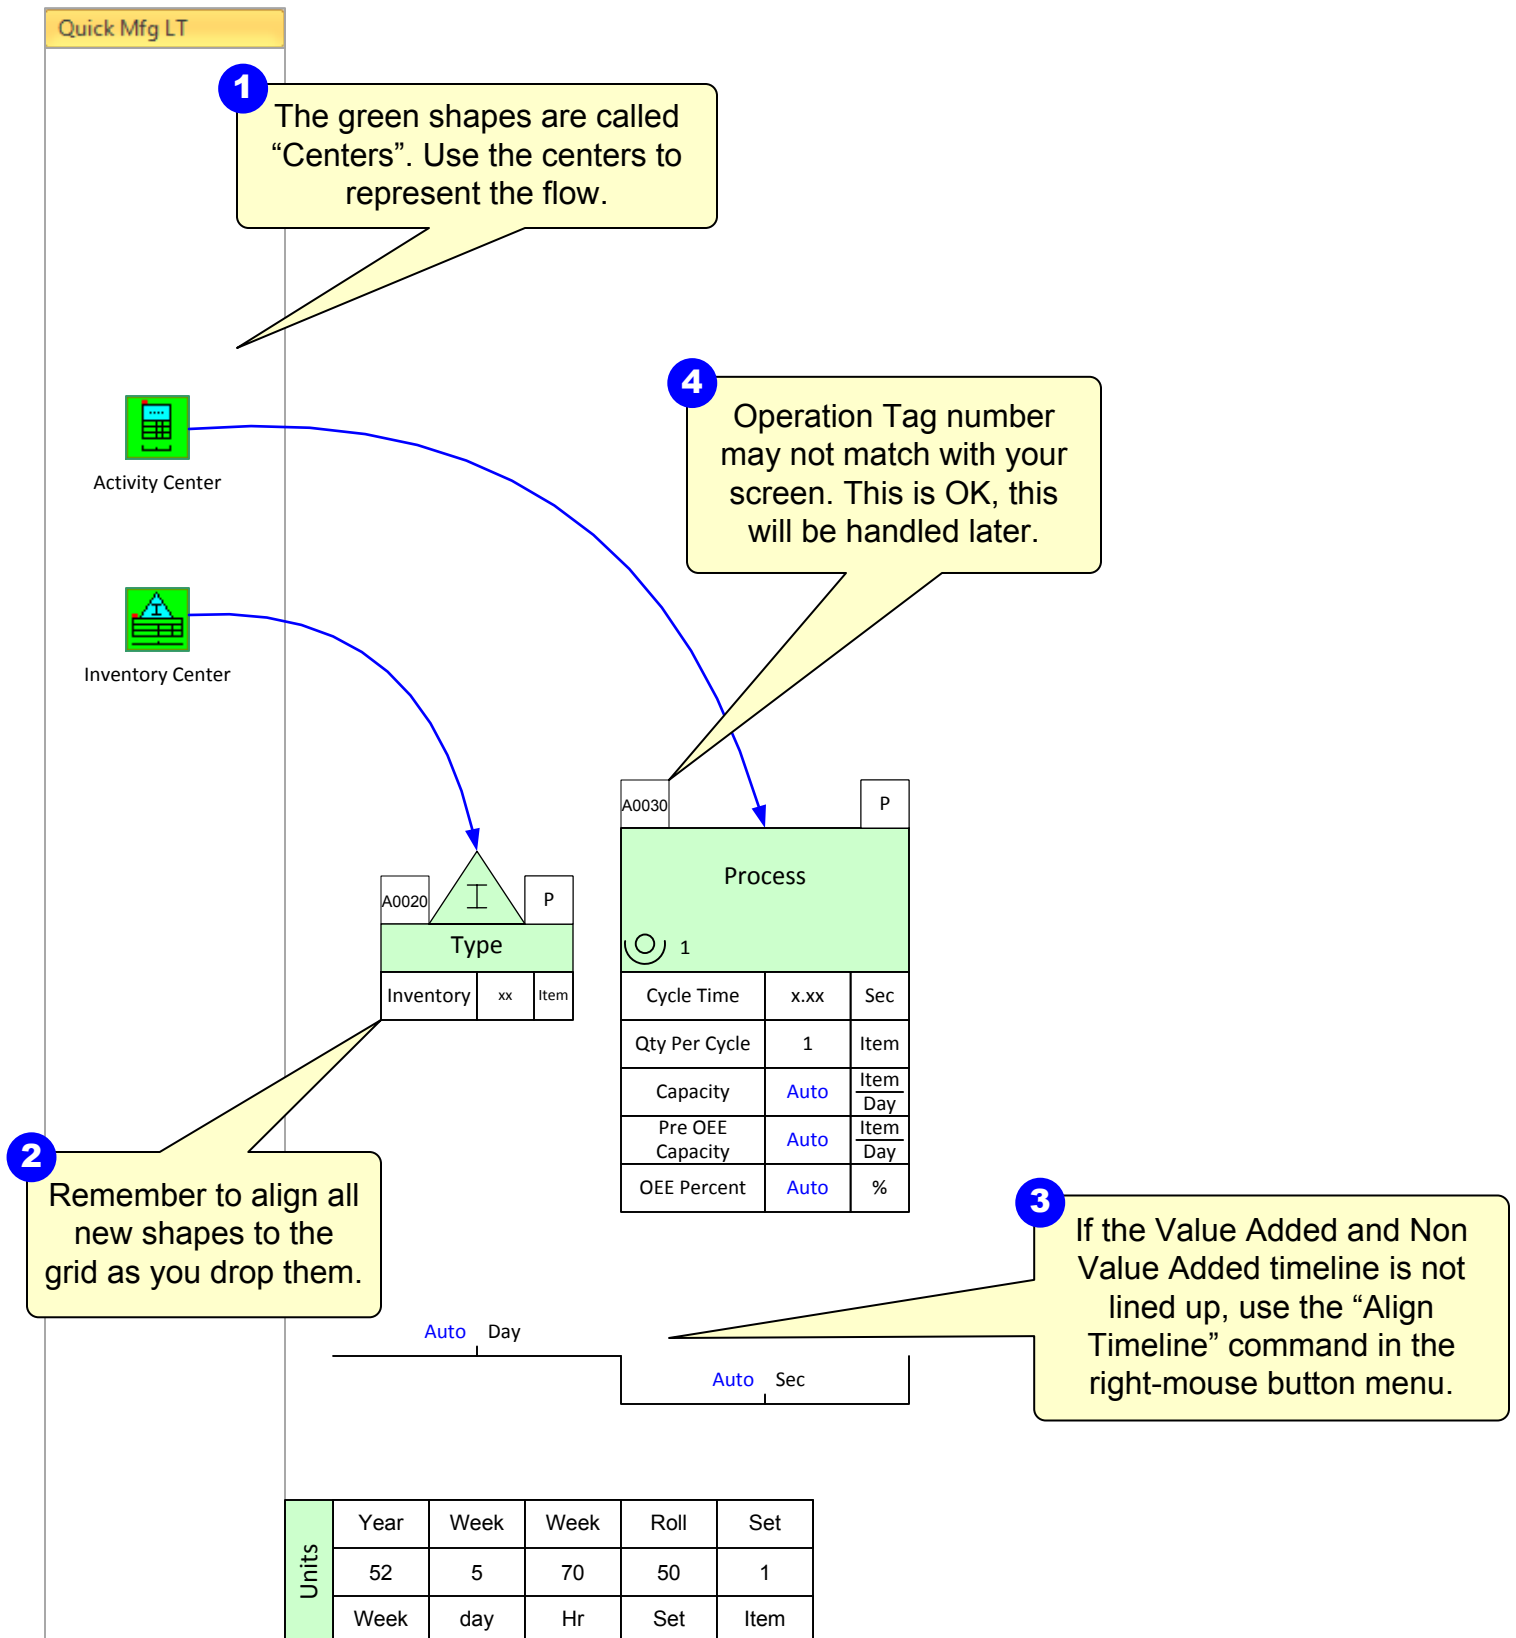 Quick Mfg LT
1
The green shapes are called
“Centers”. Use the centers to
represent the flow.
Activity Center
Inventory Center
4
Operation Tag number
may not match with your
screen. This is OK, this
will be handled later.
A0020
I
P
Type
Inventory xx Item
A0030
P
Process
1
Cycle Time x.xx Sec
Qty Per Cycle 1 Item
Capacity Auto Item
Day
Pre OEE
Capacity Auto Item
Day
OEE Percent Auto %
2
Remember to align all
new shapes to the
grid as you drop them.
3
If the Value Added and Non
Value Added timeline is not
lined up, use the “Align
Timeline” command in the
right-mouse button menu.
Auto Day
Auto Sec
Units
Year Week Week Roll Set
52 5 70 50 1
Week day Hr Set Item